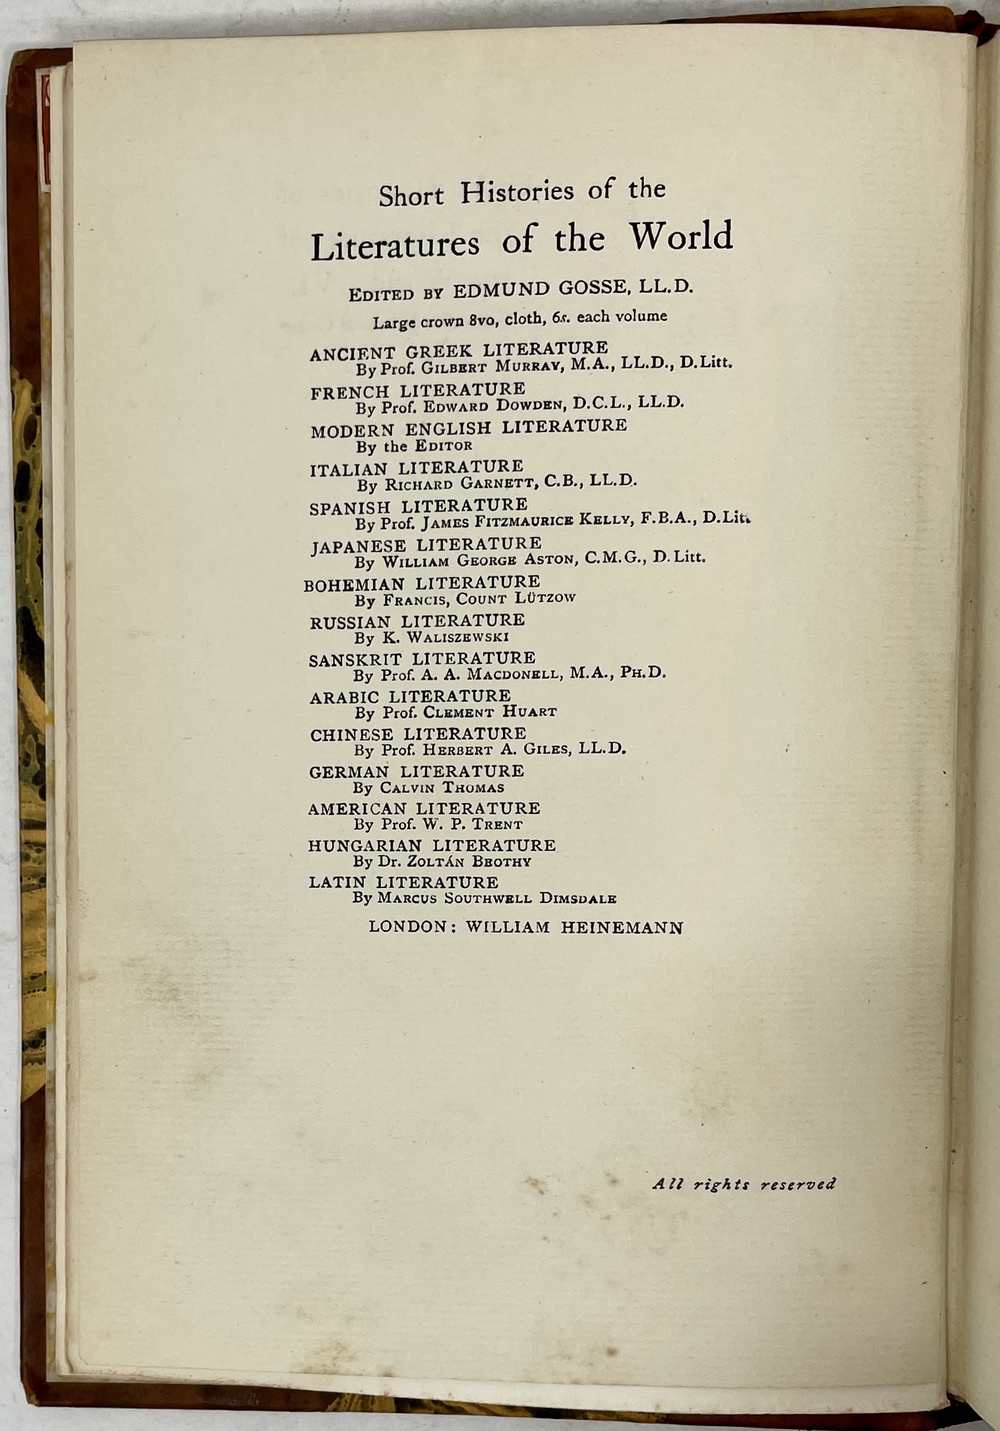 Short Histories of the
Literatures of the World
EDITED BY EDMUND GOSSE, LL.D.
Large crown 8vo, cloth, 6s. each volume
ANCIENT GREEK LITERATURE
By Prof. GILBERT MURRAY, M.A., LL.D., D.Litt.
FRENCH LITERATURE
By Prof. EDWARD DOWDEN, D.C.L., LL.D.
MODERN ENGLISH LITERATURE
By the EDITOR
ITALIAN LITERATURE
By RICHARD GARNETT, C.B., LL.D.
SPANISH LITERATURE
By Prof. JAMES FITZMAURICE KELLY, F.B.A., D.Litt.
JAPANESE LITERATURE
By WILLIAM GEORGE ASTON, C.M.G., D.Litt.
BOHEMIAN LITERATURE
By FRANCIS, COUNT LÜTZOW
RUSSIAN LITERATURE
By K. WALISZEWSKI
SANSKRIT LITERATURE
By Prof. A. A. MACDONELL, M.A., PH.D.
ARABIC LITERATURE
By Prof. CLEMENT HUART
CHINESE LITERATURE
By Prof. HERBERT A. GILES, LL.D.
GERMAN LITERATURE
By CALVIN THOMAS
AMERICAN LITERATURE
By Prof. W. P. TRENT
HUNGARIAN LITERATURE
By Dr. ZOLTÁN BEOTHY
LATIN LITERATURE
By MARCUS SOUTHWELL DIMSDALE
LONDON: WILLIAM HEINEMANN
All rights reserved